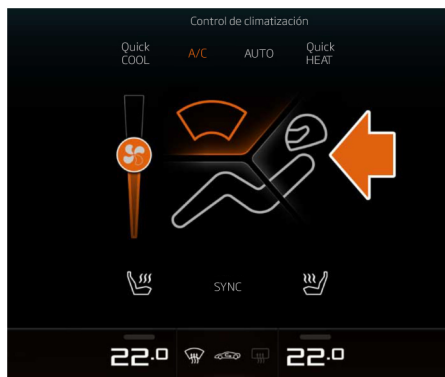 Control de climatización
Quick
COOL
A/C
AUTO
Quick
HEAT
SYNC
22.0
22.0